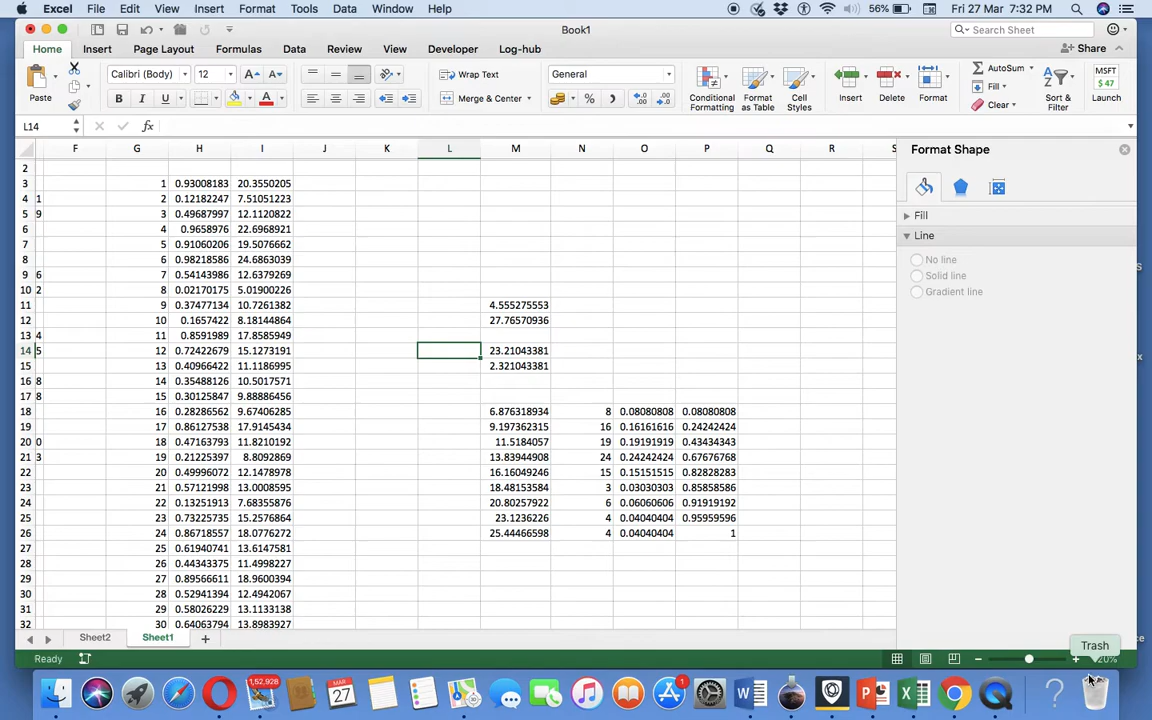 Excel File Edit View Insert Format Tools Data Window Help 56% Fri 27 Mar 7:32 PM
Book1 Search Sheet
Home Insert Page Layout Formulas Data Review View Developer Log-hub Share
Paste Calibri (Body) 12 Wrap Text General Conditional Formatting Format as Table Cell Styles Insert Delete Format AutoSum Sort & Filter MSFT $ 47 Launch
B I U Merge & Center % Fill Clear
L14 fx
F G H I J K L M N O P Q R S Format Shape
2
3 1 0.93008183 20.3550205
4 1 2 0.12182247 7.51051223
5 9 3 0.49687997 12.1120822
6 4 0.9658976 22.6968921 Fill
7 5 0.91060206 19.5076662 Line
8 6 0.98218586 24.6863039 No line
9 6 7 0.54143986 12.6379269 Solid line
10 2 8 0.02170175 5.01900226 Gradient line
11 9 0.37477134 10.7261382 4.555275553
12 10 0.1657422 8.18144864 27.76570936
13 4 11 0.8591989 17.8585949
14 5 12 0.72422679 15.1273191 23.21043381
15 13 0.40966422 11.1186995 2.321043381
16 8 14 0.35488126 10.5017571
17 8 15 0.30125847 9.88886456
18 16 0.28286562 9.67406285 6.876318934 8 0.08080808 0.08080808
19 17 0.86127538 17.9145434 9.197362315 16 0.16161616 0.24242424
20 0 18 0.47163793 11.8210192 11.5184057 19 0.19191919 0.43434343
21 3 19 0.21225397 8.8092869 13.83944908 24 0.24242424 0.67676768
22 20 0.49996072 12.1478978 16.16049246 15 0.15151515 0.82828283
23 21 0.57121998 13.0008595 18.48153584 3 0.03030303 0.85858586
24 22 0.13251913 7.68355876 20.80257922 6 0.06060606 0.91919192
25 23 0.73225735 15.2576864 23.1236226 4 0.04040404 0.95959596
26 24 0.86718557 18.0776272 25.44466598 4 0.04040404 1
27 25 0.61940741 13.6147581
28 26 0.44343375 11.4998227
29 27 0.89566611 18.9600394
30 28 0.52941394 12.4942067
31 29 0.58026229 13.1133138
32 30 0.64063794 13.8983927
Sheet2 Sheet1 + Trash
Ready
1,52,928 MAR 27 1